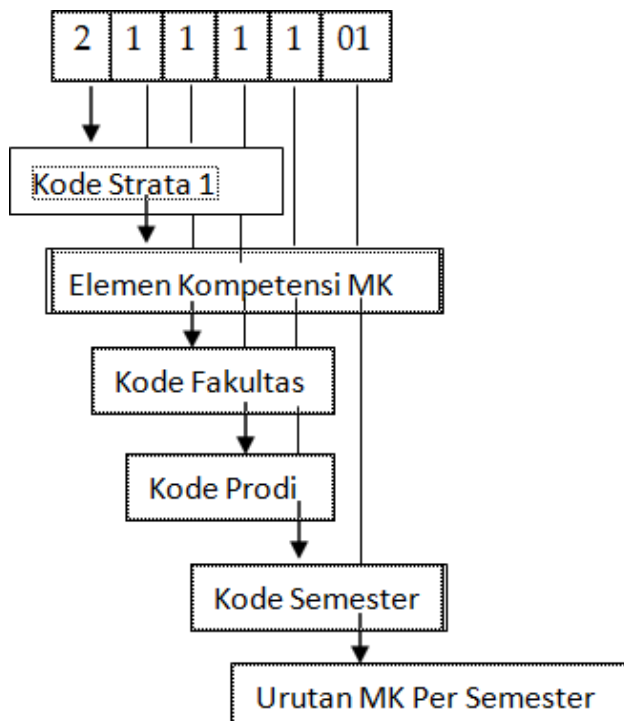 2 1 1 1 1 01
Kode Strata 1
Elemen Kompetensi MK
Kode Fakultas
Kode Prodi
Kode Semester
Urutan MK Per Semester